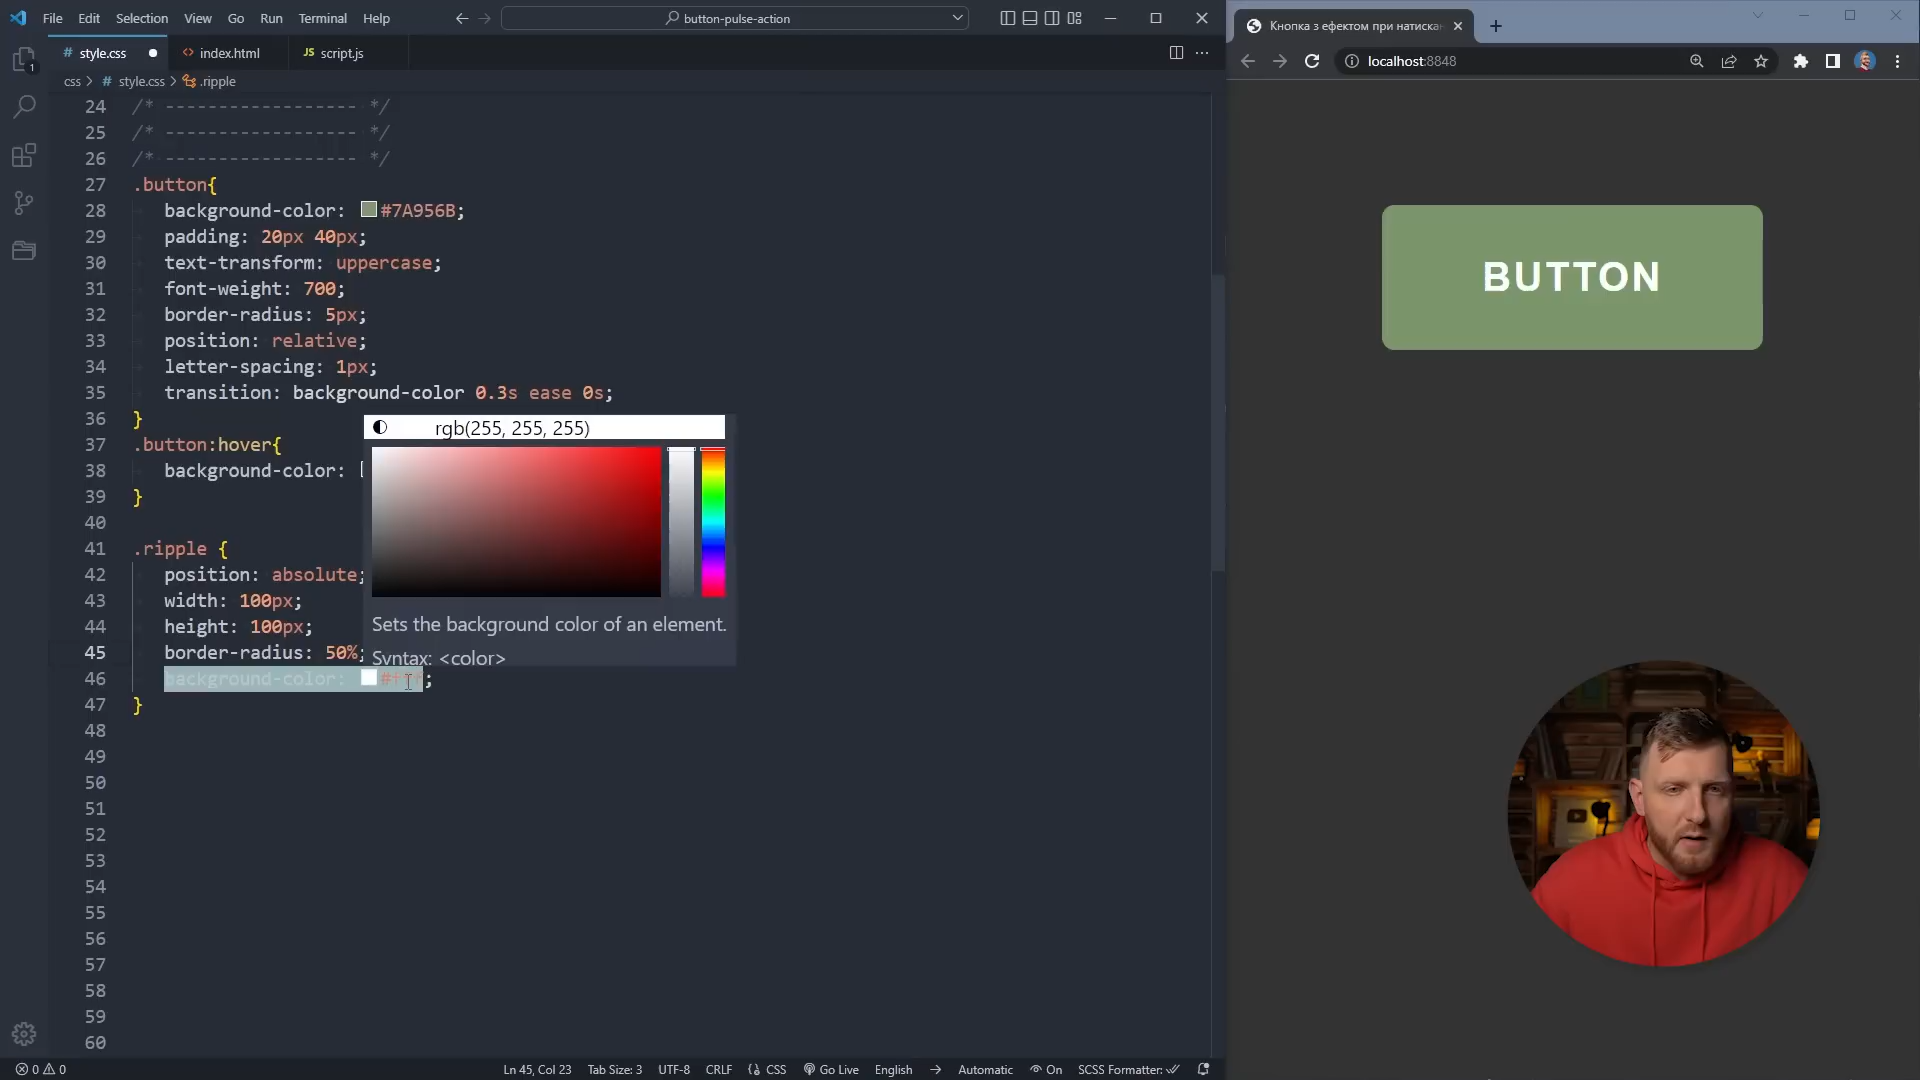 File Edit Selection View Go Run Terminal Help
button-pulse-action
# style.css
<> index.html
JS script.js
css > # style.css > .ripple
Кнопка з ефектом при натискан
localhost:8848
1
24 /* ------------------ */
25 /* ------------------ */
26 /* ------------------ */
27 .button{
28 background-color: #7A956B;
29 padding: 20px 40px;
30 text-transform: uppercase;
31 font-weight: 700;
32 border-radius: 5px;
33 position: relative;
34 letter-spacing: 1px;
35 transition: background-color 0.3s ease 0s;
36 }
37 .button:hover{
38 background-color:
39 }
40
41 .ripple {
42 position: absolute;
43 width: 100px;
44 height: 100px;
45 border-radius: 50%;
46 background-color: #fff;
47 }
48
49
50
51
52
53
54
55
56
57
58
59
60
rgb(255, 255, 255)
Sets the background color of an element.
Syntax: <color>
BUTTON
0 0
Ln 45, Col 23 Tab Size: 3 UTF-8 CRLF {} CSS Go Live English → Automatic On SCSS Formatter: